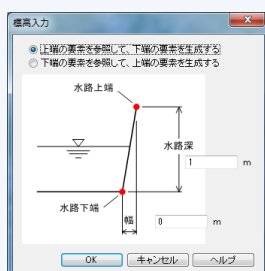 標高入力
上端の要素を参照して、下端の要素を生成する
下端の要素を参照して、上端の要素を生成する
水路上端
水路深
1 m
水路下端
幅 0 m
OK キャンセル ヘルプ